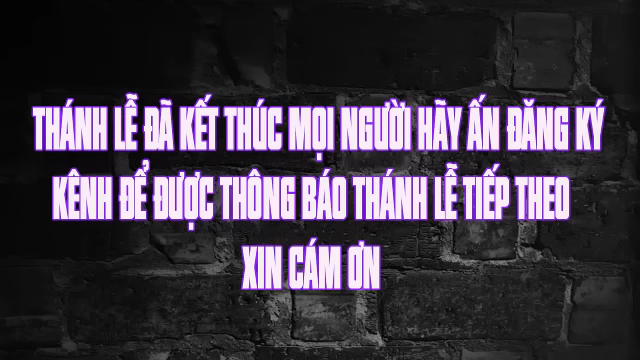 THÁNH LỄ ĐÃ KẾT THÚC MỌI NGƯỜI HÃY ẤN ĐĂNG KÝ
KÊNH ĐỂ ĐƯỢC THÔNG BÁO THÁNH LỄ TIẾP THEO
XIN CÁM ƠN